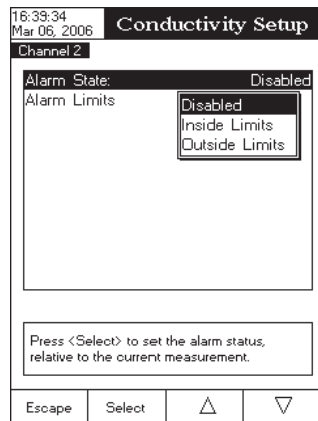 16:39:34
Mar 06, 2006
Conductivity Setup
Channel 2
Alarm State: Disabled
Alarm Limits
Disabled
Inside Limits
Outside Limits
Press <Select> to set the alarm status,
relative to the current measurement.
Escape Select △ ▽